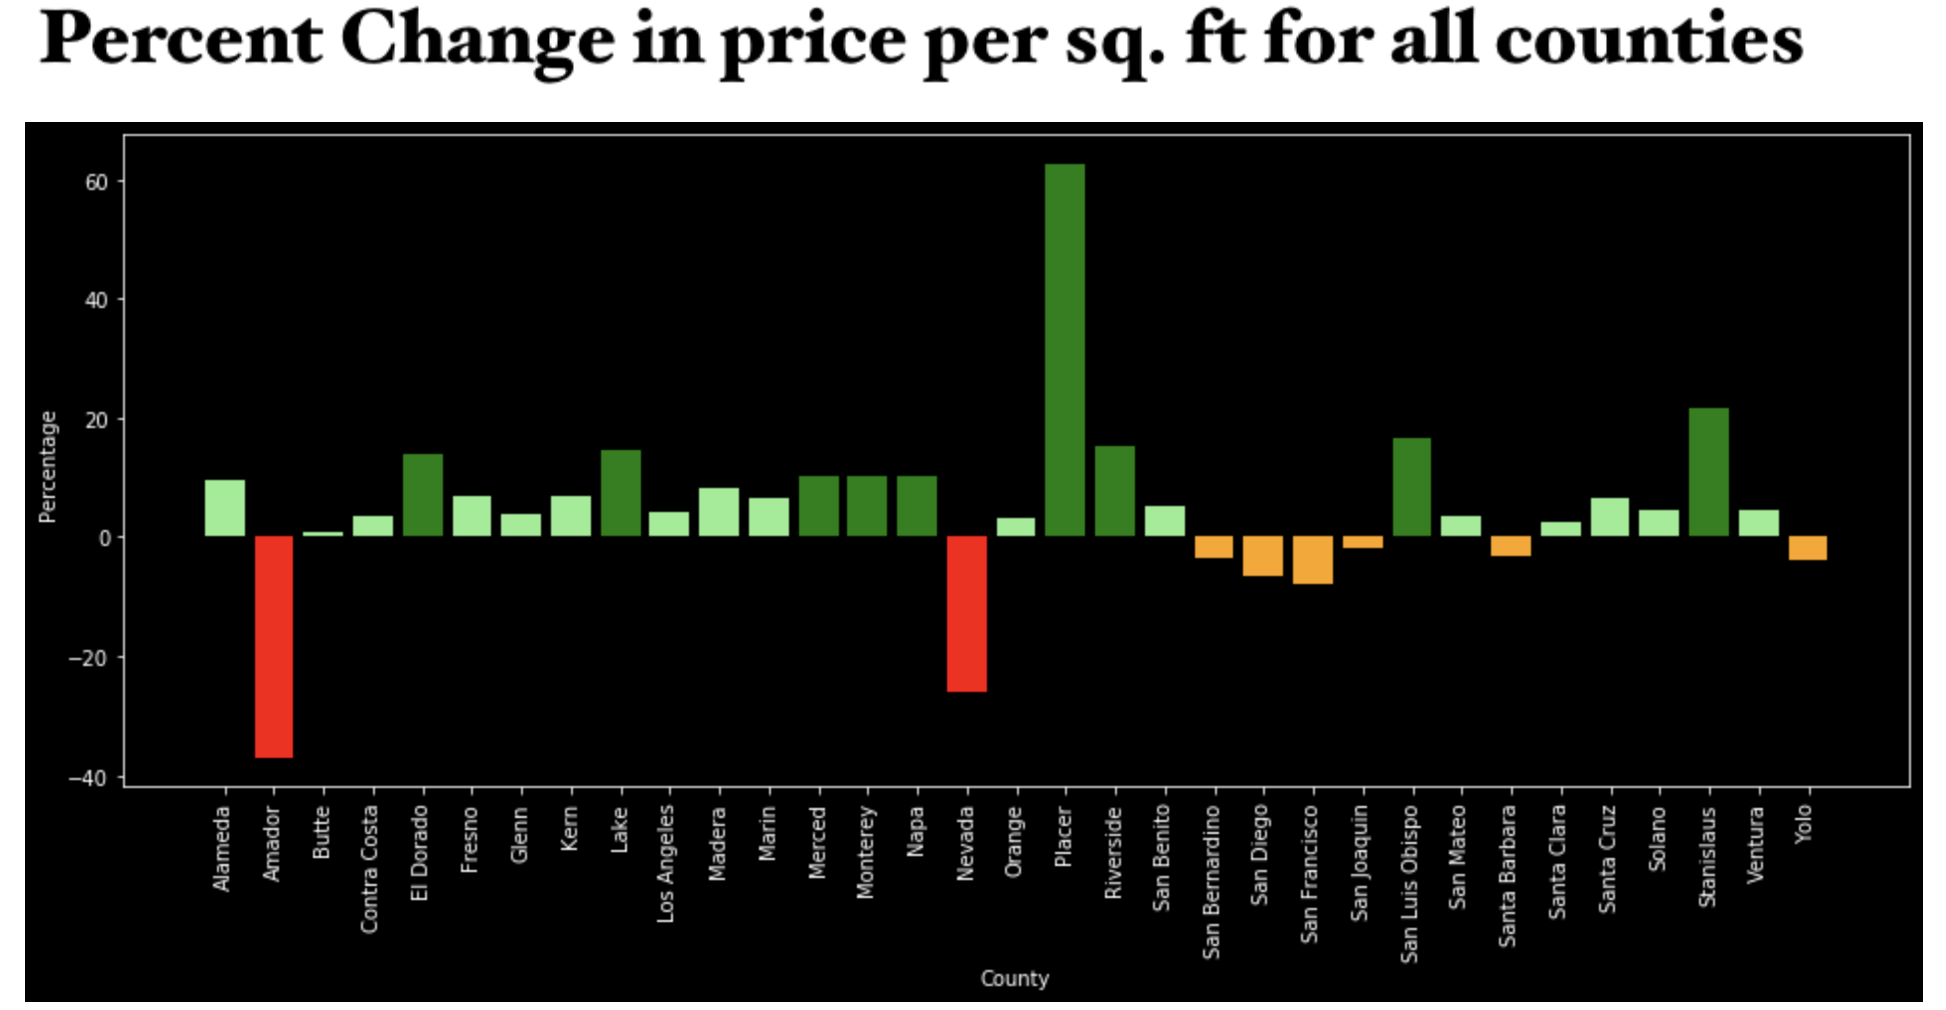 Percent Change in price per sq. ft for all counties
60
40
20
0
−20
−40
Percentage
Alameda
Amador
Butte
Contra Costa
El Dorado
Fresno
Glenn
Kern
Lake
Los Angeles
Madera
Marin
Merced
Monterey
Napa
Nevada
Orange
Placer
Riverside
San Benito
San Bernardino
San Diego
San Francisco
San Joaquin
San Luis Obispo
San Mateo
Santa Barbara
Santa Clara
Santa Cruz
Solano
Stanislaus
Ventura
Yolo
County